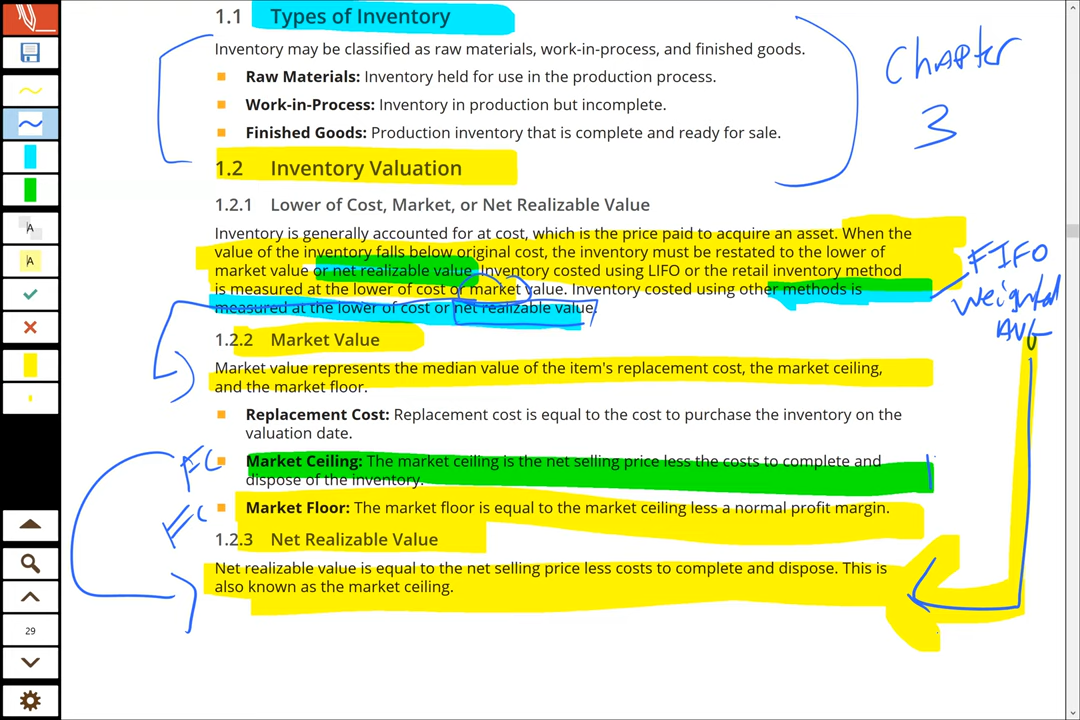 1.1 Types of Inventory
Inventory may be classified as raw materials, work-in-process, and finished goods.
Raw Materials: Inventory held for use in the production process.
Work-in-Process: Inventory in production but incomplete.
Finished Goods: Production inventory that is complete and ready for sale.
Chapter
3
1.2 Inventory Valuation
1.2.1 Lower of Cost, Market, or Net Realizable Value
Inventory is generally accounted for at cost, which is the price paid to acquire an asset. When the
value of the inventory falls below original cost, the inventory must be restated to the lower of
market value or net realizable value. Inventory costed using LIFO or the retail inventory method
is measured at the lower of cost or market value. Inventory costed using other methods is
measured at the lower of cost or net realizable value.
FIFO
Weighted
AVG
1.2.2 Market Value
Market value represents the median value of the item's replacement cost, the market ceiling,
and the market floor.
Replacement Cost: Replacement cost is equal to the cost to purchase the inventory on the
valuation date.
Market Ceiling: The market ceiling is the net selling price less the costs to complete and
dispose of the inventory.
Market Floor: The market floor is equal to the market ceiling less a normal profit margin.
1.2.3 Net Realizable Value
Net realizable value is equal to the net selling price less costs to complete and dispose. This is
also known as the market ceiling.
A
A
29